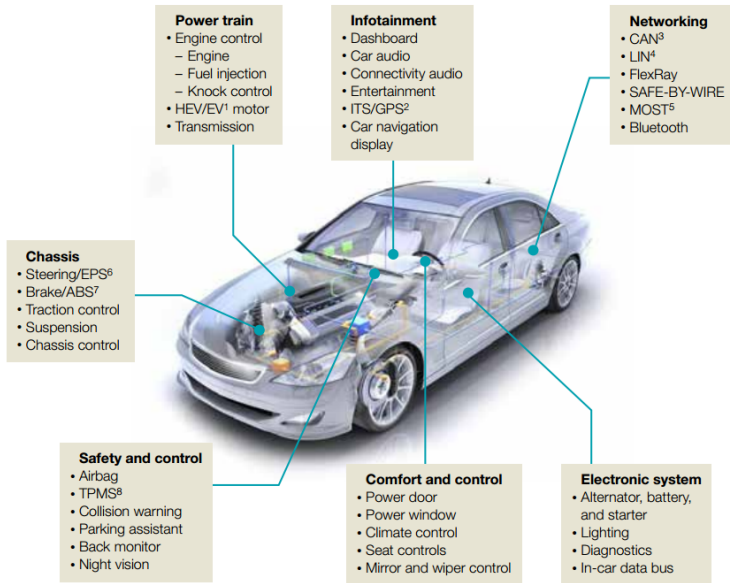 Power train
• Engine control
– Engine
– Fuel injection
– Knock control
• HEV/EV¹ motor
• Transmission
Infotainment
• Dashboard
• Car audio
• Connectivity audio
• Entertainment
• ITS/GPS²
• Car navigation
display
Networking
• CAN³
• LIN⁴
• FlexRay
• SAFE-BY-WIRE
• MOST⁵
• Bluetooth
Chassis
• Steering/EPS⁶
• Brake/ABS⁷
• Traction control
• Suspension
• Chassis control
Safety and control
• Airbag
• TPMS⁸
• Collision warning
• Parking assistant
• Back monitor
• Night vision
Comfort and control
• Power door
• Power window
• Climate control
• Seat controls
• Mirror and wiper control
Electronic system
• Alternator, battery,
and starter
• Lighting
• Diagnostics
• In-car data bus